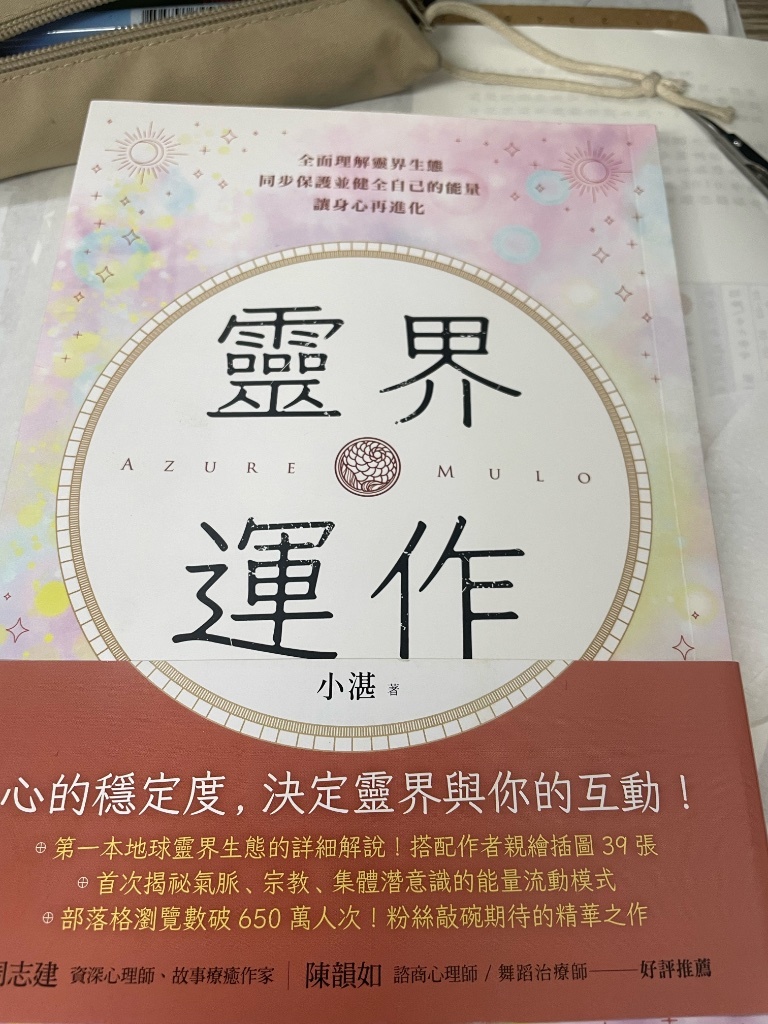 全面理解靈界生態
同步保護並健全自己的能量
讓身心再進化
靈界
AZURE MULO
運作
小湛 著
心的穩定度，決定靈界與你的互動！
第一本地球靈界生態的詳細解說！搭配作者親繪插圖39張
首次揭祕氣脈、宗教、集體潛意識的能量流動模式
部落格瀏覽數破650萬人次！粉絲敲碗期待的精華之作
周志建 資深心理師、故事療癒作家｜陳韻如 諮商心理師/舞蹈治療師——好評推薦